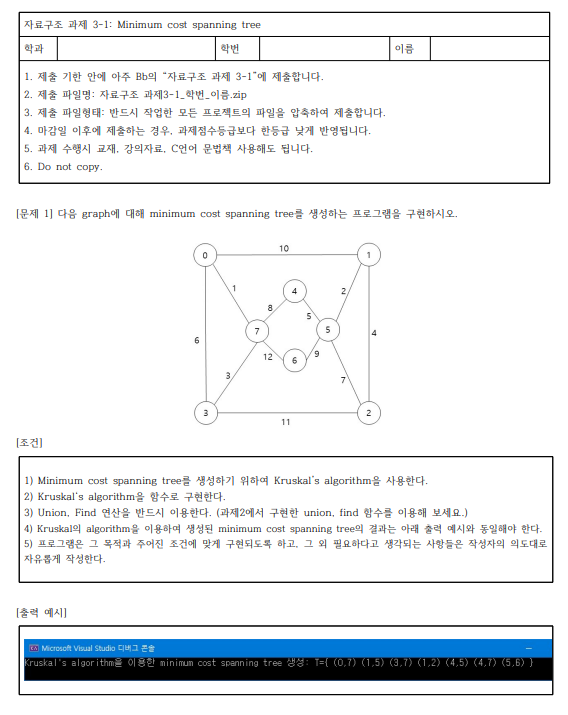 자료구조 과제 3-1: Minimum cost spanning tree
학과 학번 이름
1. 제출 기한 안에 아주 Bb의 "자료구조 과제 3-1"에 제출합니다.
2. 제출 파일명: 자료구조 과제3-1_학번_이름.zip
3. 제출 파일형태: 반드시 작업한 모든 프로젝트의 파일을 압축하여 제출합니다.
4. 마감일 이후에 제출하는 경우, 과제점수등급보다 한등급 낮게 반영됩니다.
5. 과제 수행시 교재, 강의자료, C언어 문법책 사용해도 됩니다.
6. Do not copy.
[문제 1] 다음 graph에 대해 minimum cost spanning tree를 생성하는 프로그램을 구현하시오.
10
0 1
1 4 2
8 5
7 5
6 4
12 6 9
3 7
3 2
11
[조건]
1) Minimum cost spanning tree를 생성하기 위하여 Kruskal's algorithm을 사용한다.
2) Kruskal's algorithm을 함수로 구현한다.
3) Union, Find 연산을 반드시 이용한다. (과제2에서 구현한 union, find 함수를 이용해 보세요.)
4) Kruskal의 algorithm을 이용하여 생성된 minimum cost spanning tree의 결과는 아래 출력 예시와 동일해야 한다.
5) 프로그램은 그 목적과 주어진 조건에 맞게 구현되도록 하고, 그 외 필요하다고 생각되는 사항들은 작성자의 의도대로
자유롭게 작성한다.
[출력 예시]
Microsoft Visual Studio 디버그 콘솔
Kruskal's algorithm을 이용한 minimum cost spanning tree 생성: T={ (0,7) (1,5) (3,7) (1,2) (4,5) (4,7) (5,6) }